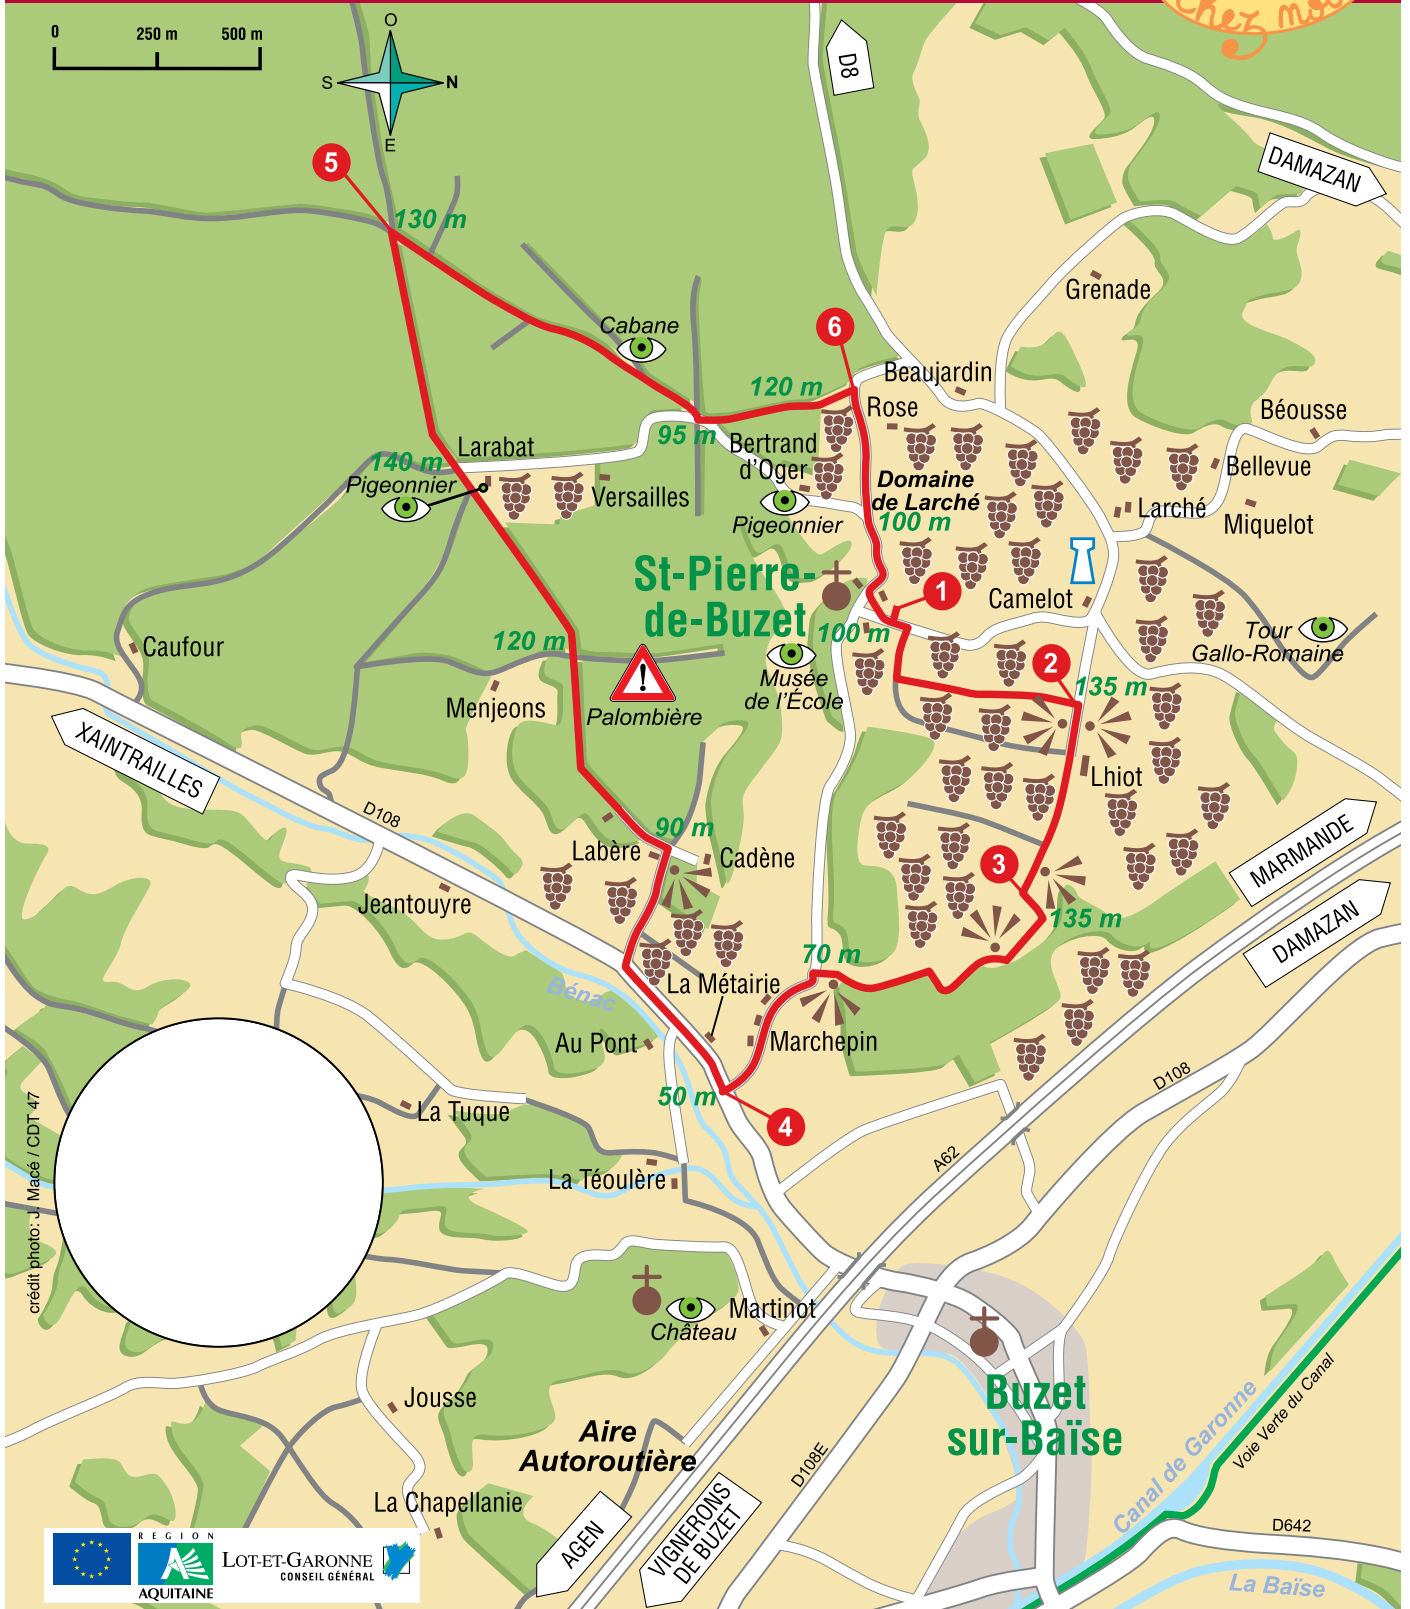 chez moi
0 250 m 500 m
O
S N
E
D8
DAMAZAN
5
130 m
Grenade
Cabane
6
Beaujardin
120 m
Rose
Béousse
95 m
Bertrand
d'Oger
Larabat
140 m
Pigeonnier
Versailles
Bellevue
Domaine
de Larché
Larché
Miquelot
Pigeonnier
100 m
St-Pierre-
de-Buzet
1
Camelot
100 m
Caufour
120 m
Tour
Gallo-Romaine
2
135 m
Musée
de l'École
Menjeons
!
Palombière
XAINTRAILLES
D108
Lhiot
90 m
Labère
Cadène
MARMANDE
3
Jeantouyre
135 m
DAMAZAN
70 m
La Métairie
Bénac
Au Pont
Marchepin
50 m
4
D108
A62
La Tuque
La Téoulère
crédit photo: J. Macé / CDT 47
Martinot
Château
Buzet
sur-Baïse
Jousse
Aire
Autoroutière
D108E
Canal de Garonne
Voie Verte du Canal
La Chapellanie
AGEN
VIGNERONS
DE BUZET
D642
La Baïse
REGION
AQUITAINE
LOT-ET-GARONNE
CONSEIL GÉNÉRAL